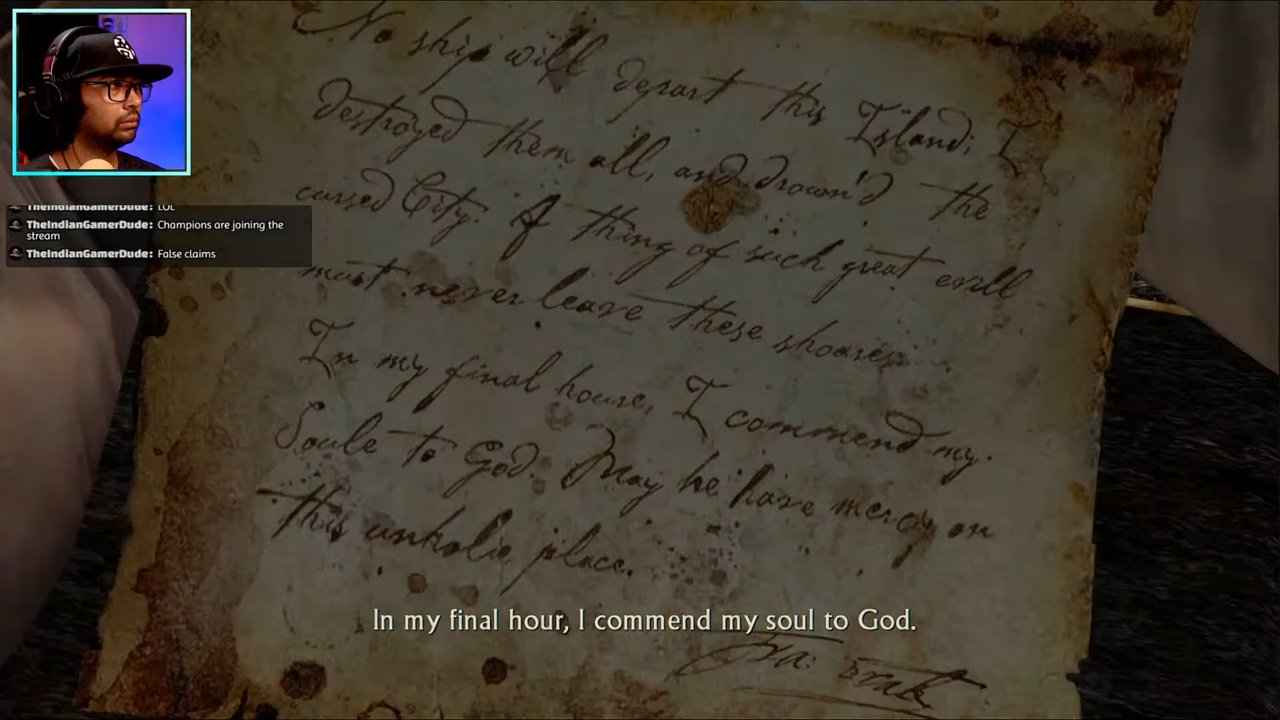 No ship will depart this Island; I
destroyed them all, and drown'd the
cursed City. A thing of such great evill
must never leave these shoares.
In my final houre, I commend my
Soule to God. May he have mercy on
this unholie place.
Fra: Drake
TheIndianGamerDude: LOL
TheIndianGamerDude: Champions are joining the
stream
TheIndianGamerDude: False claims
In my final hour, I commend my soul to God.